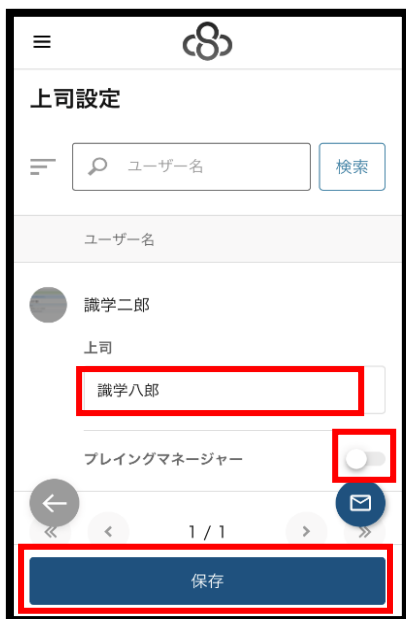 上司設定
ユーザー名
検索
ユーザー名
識学二郎
上司
識学八郎
プレイングマネージャー
1 / 1
保存